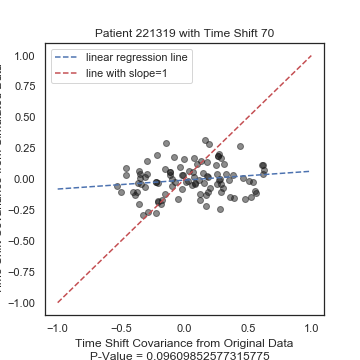 Patient 221319 with Time Shift 70
linear regression line
line with slope=1
1.00
0.75
0.50
0.25
0.00
−0.25
−0.50
−0.75
−1.00
−1.0
−0.5
0.0
0.5
1.0
Time Shift Covariance from Original Data
P-Value = 0.09609852577315775